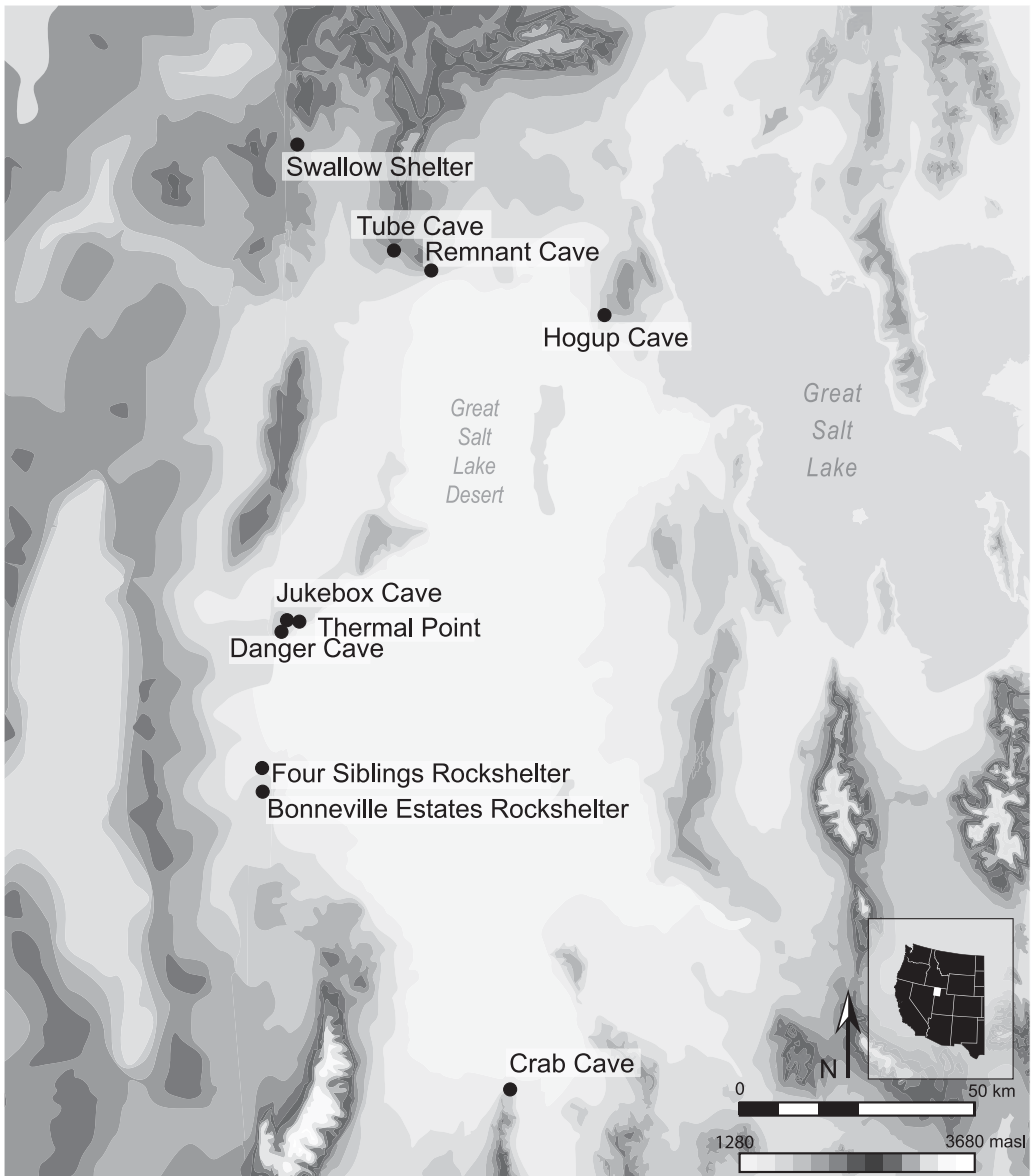 Swallow Shelter
Tube Cave
Remnant Cave
Hogup Cave
Great
Salt
Lake
Desert
Great
Salt
Lake
Jukebox Cave
Thermal Point
Danger Cave
Four Siblings Rockshelter
Bonneville Estates Rockshelter
Crab Cave
N
0 50 km
1280 3680 masl